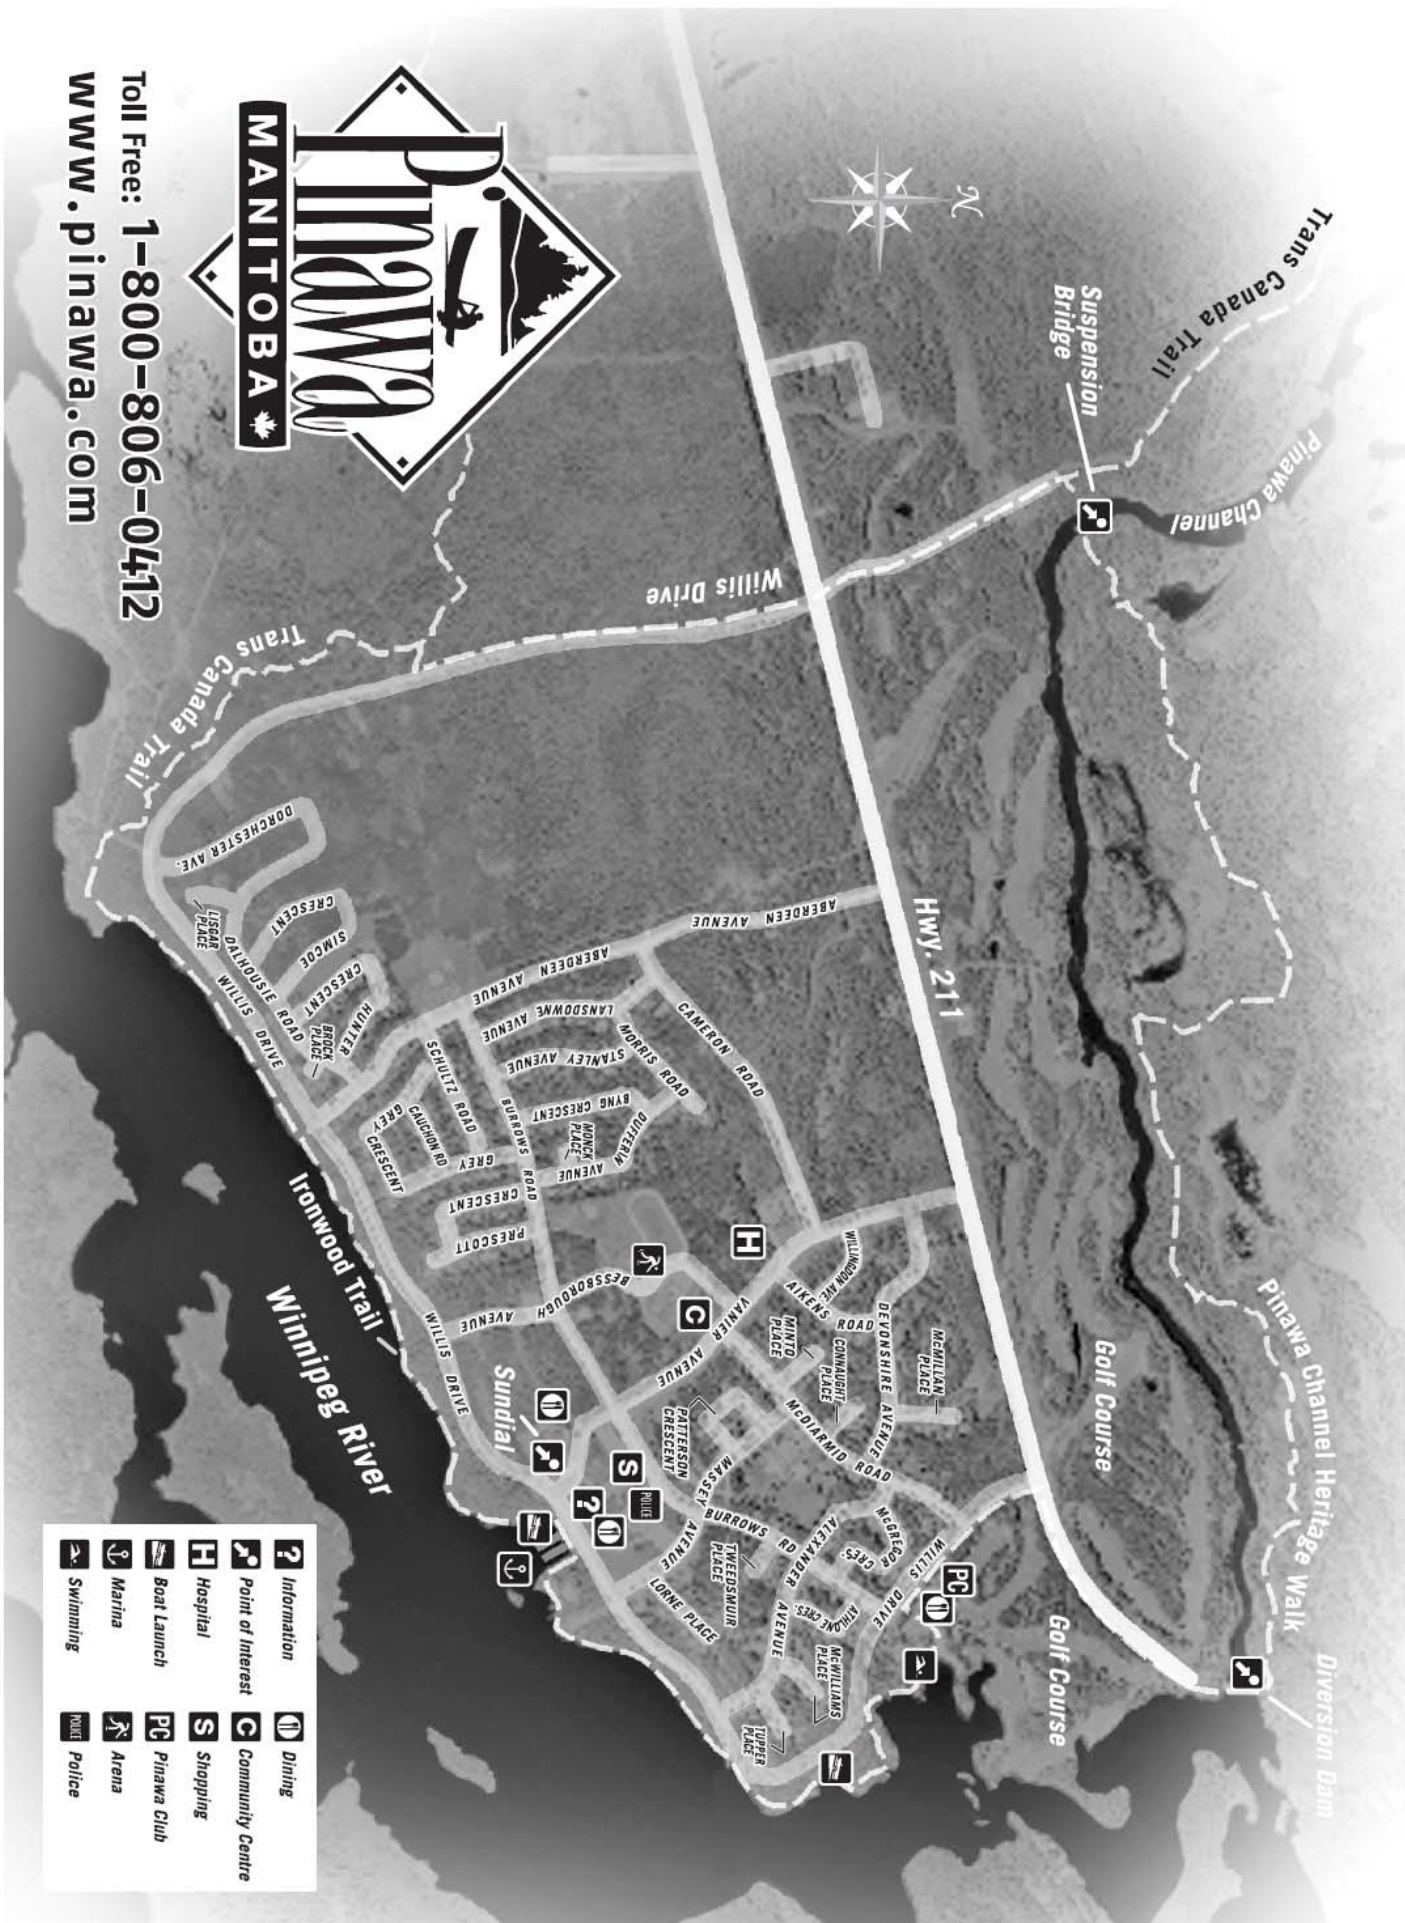 Pinawa
MANITOBA
Toll Free: 1-800-806-0412
www.pinawa.com
N
Trans Canada Trail
Suspension
Bridge
Pinawa Channel
Willis Drive
Trans Canada Trail
Hwy. 211
Golf Course
Golf Course
Pinawa Channel Heritage Walk
Diversion Dam
DORCHESTER AVE.
LISGAR
PLACE
DALHOUSIE ROAD
WILLIS DRIVE
SIMCOE
CRESCENT
HUNTER
CRESCENT
BROCK
PLACE
ABERDEEN AVENUE
ABERDEEN AVENUE
LANSDOWNE AVENUE
STANLEY AVENUE
MORRIS ROAD
CAMERON ROAD
BYNG CRESCENT
MONCK
PLACE
DUFFERIN
AVENUE
SCHULTZ ROAD
CAUCHON RD
GREY
CRESCENT
GREY
BURROWS ROAD
PRESCOTT
CRESCENT
BESSBOROUGH AVENUE
WILLIS DRIVE
Ironwood Trail
Winnipeg River
Sundial
H
C
S
POLICE
?
PC
VANIER AVENUE
WILLINGDON AVE.
AIKENS ROAD
DEVONSHIRE AVENUE
McMILLAN
PLACE
MINTO
PLACE
CONNAUGHT
PLACE
McDIARMID ROAD
PATTERSON
CRESCENT
MASSEY AVENUE
BURROWS RD
TWEEDSMUIR
PLACE
LORNE PLACE
ALEXANDER AVENUE
McGREGOR CRES.
ATHLONE CRES.
WILLIS DRIVE
McWILLIAMS
PLACE
TUPPER
PLACE
? Information
Point of Interest
H Hospital
Boat Launch
Marina
Swimming
Dining
C Community Centre
S Shopping
PC Pinawa Club
Arena
POLICE Police